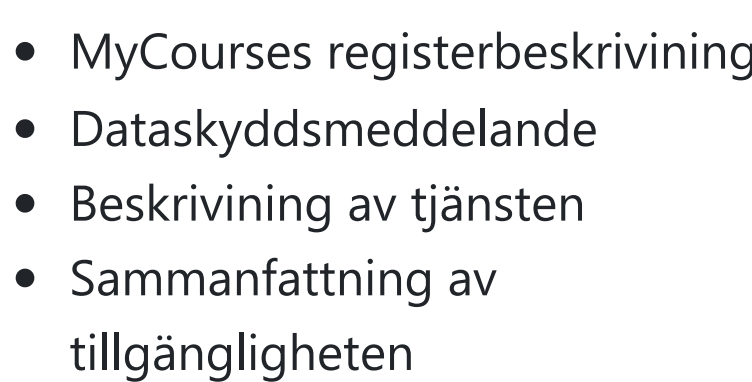 • MyCourses registerbeskrivining
• Dataskyddsmeddelande
• Beskrivining av tjänsten
• Sammanfattning av
tillgängligheten